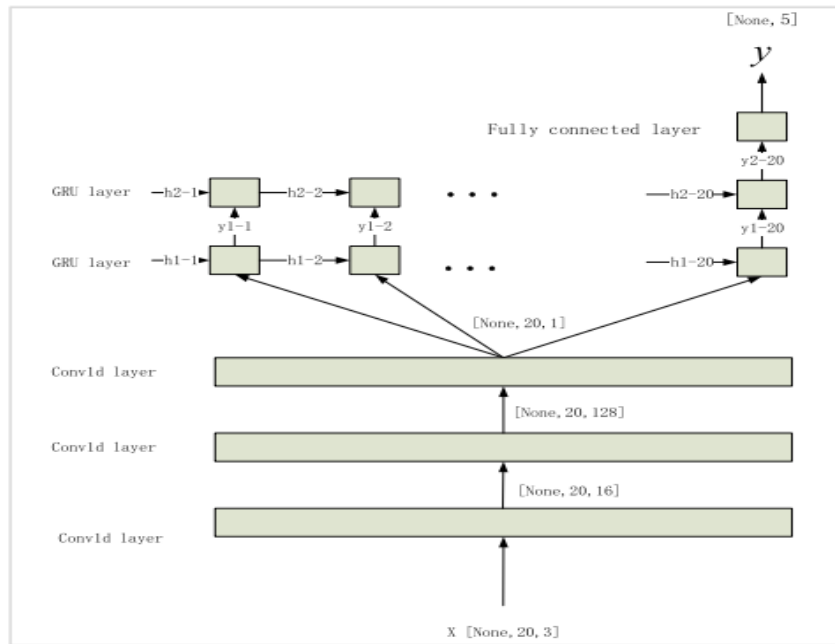 [None, 5]
y
Fully connected layer
y2-20
GRU layer h2-1 h2-2 ... h2-20
y1-1 y1-2 y1-20
GRU layer h1-1 h1-2 ... h1-20
[None, 20, 1]
Conv1d layer
[None, 20, 128]
Conv1d layer
[None, 20, 16]
Conv1d layer
X [None, 20, 3]